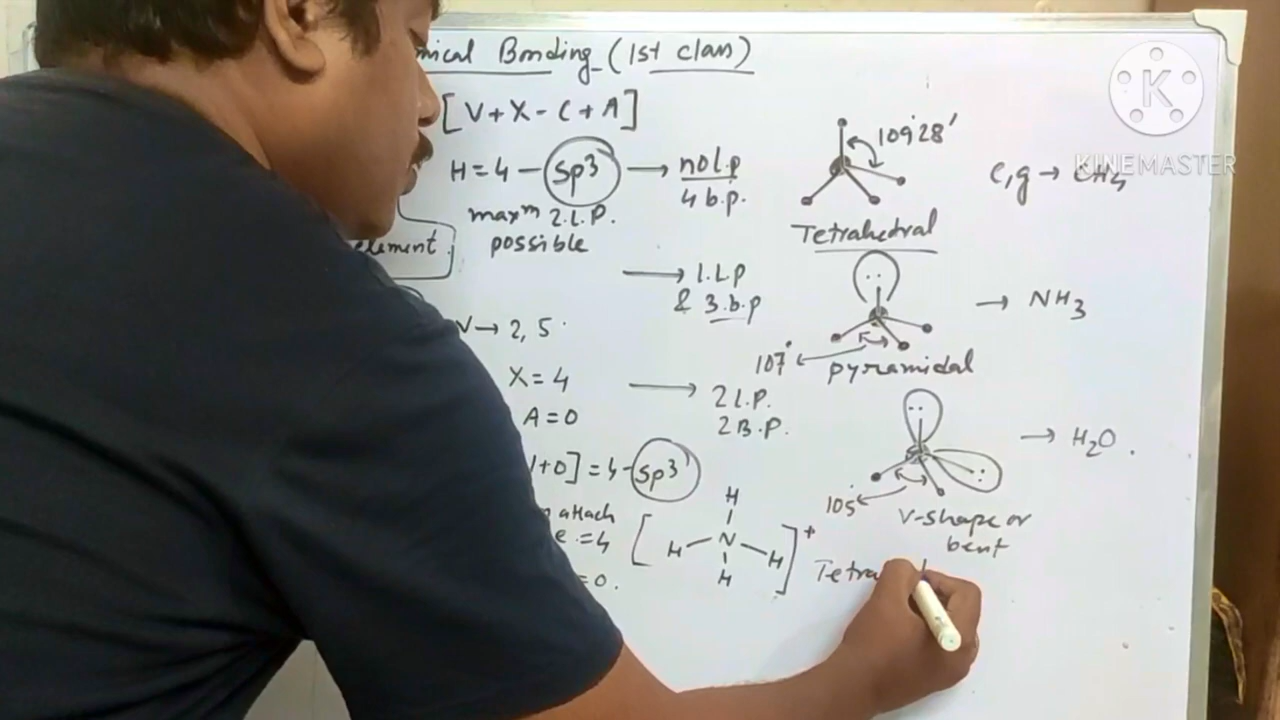 mical Bonding (1st class)
[V+X-C+A]
H=4-sp3 → no l.p
4 b.p.
maxᵐ 2.L.P.
possible
109°28'
Tetrahedral
e,g → CH4
K
KINEMASTER
element
→ 1.L.P
& 3.b.p
→ NH3
107°
pyramidal
V→ 2, 5
X=4
A=0
→ 2 L.P.
2 B.P.
→ H2O.
105°
V-shape or
bent
1+0]=4-sp3
attach
e.=4
=0.
[H
H-N-H
H]+
Tetra